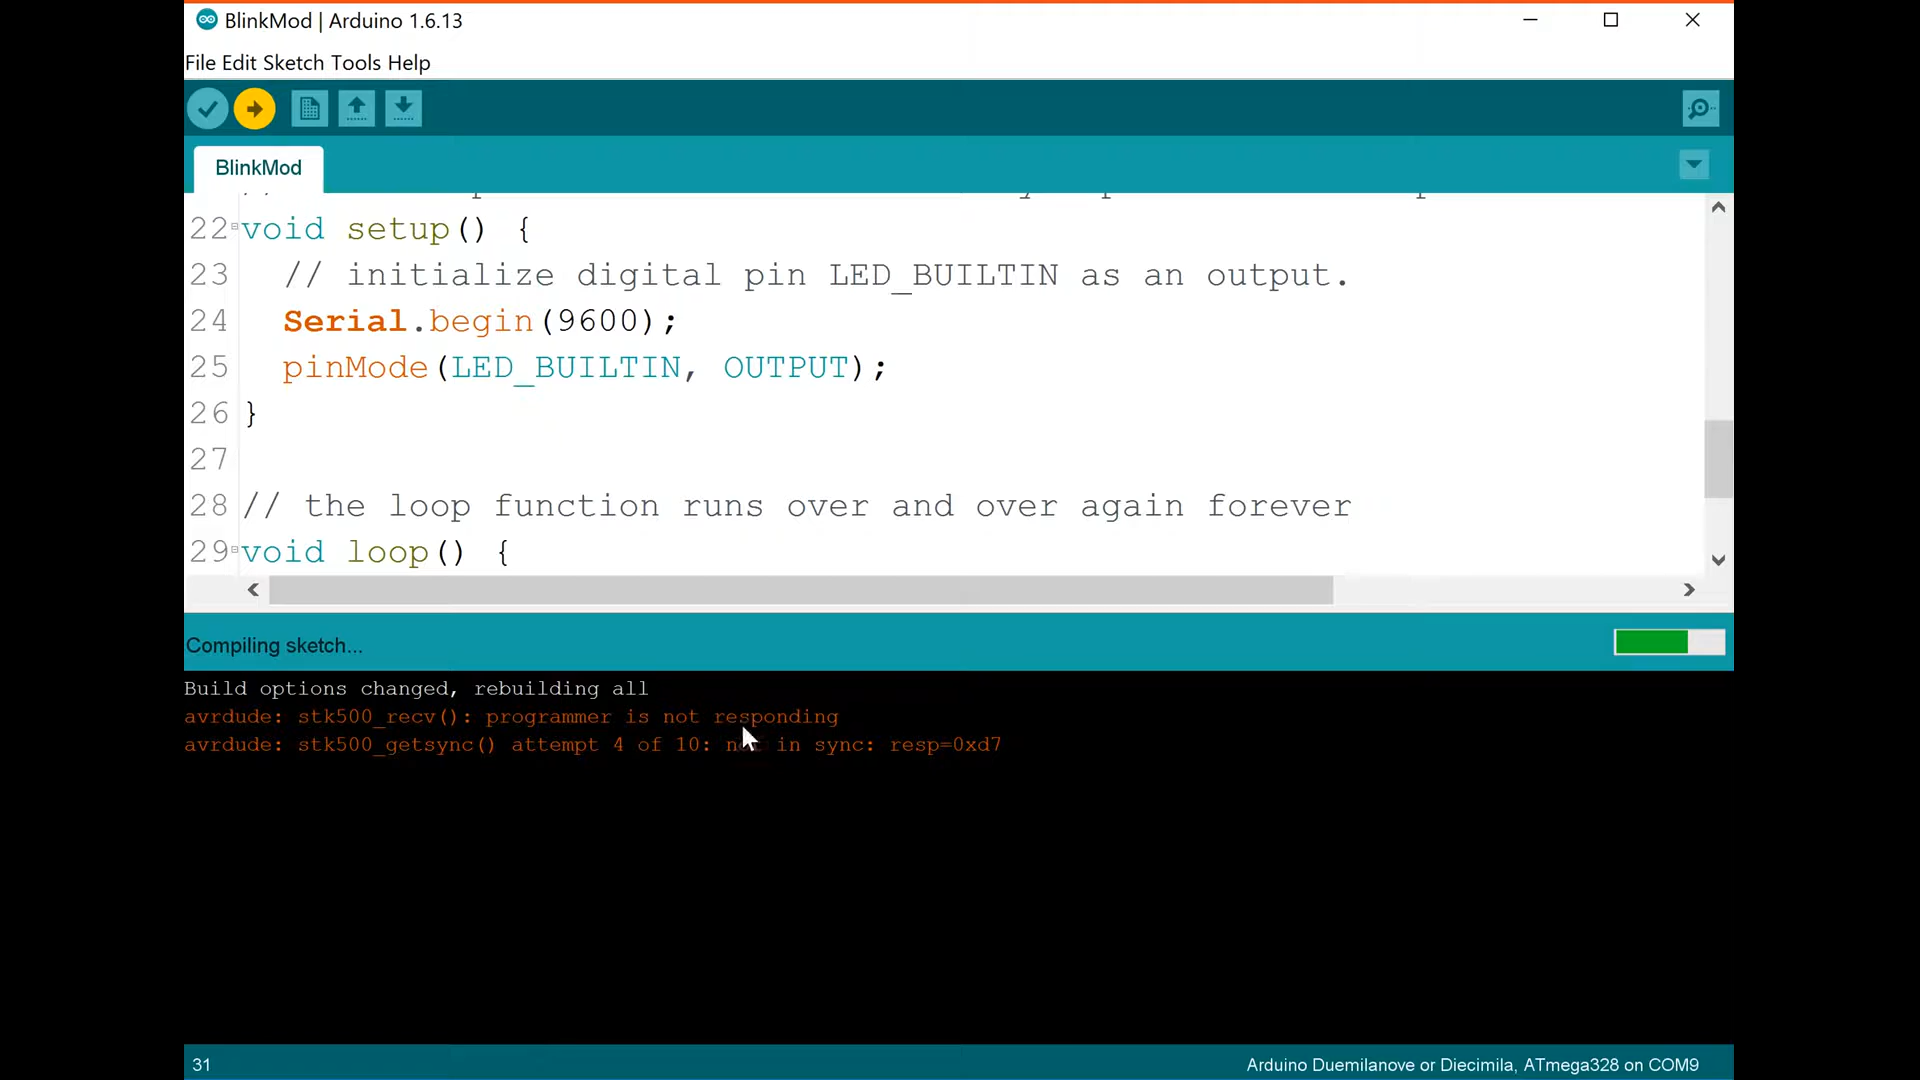 BlinkMod | Arduino 1.6.13
File Edit Sketch Tools Help
BlinkMod
22 void setup() {
23 // initialize digital pin LED_BUILTIN as an output.
24 Serial.begin(9600);
25 pinMode(LED_BUILTIN, OUTPUT);
26 }
27
28 // the loop function runs over and over again forever
29 void loop() {
Compiling sketch...
Build options changed, rebuilding all
avrdude: stk500_recv(): programmer is not responding
avrdude: stk500_getsync() attempt 4 of 10: not in sync: resp=0xd7
31
Arduino Duemilanove or Diecimila, ATmega328 on COM9